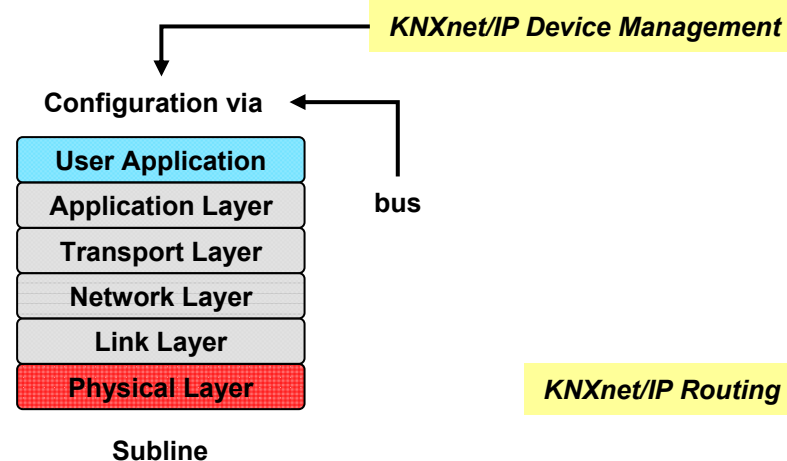 KNXnet/IP Device Management
Configuration via
User Application
Application Layer
bus
Transport Layer
Network Layer
Link Layer
Physical Layer
KNXnet/IP Routing
Subline